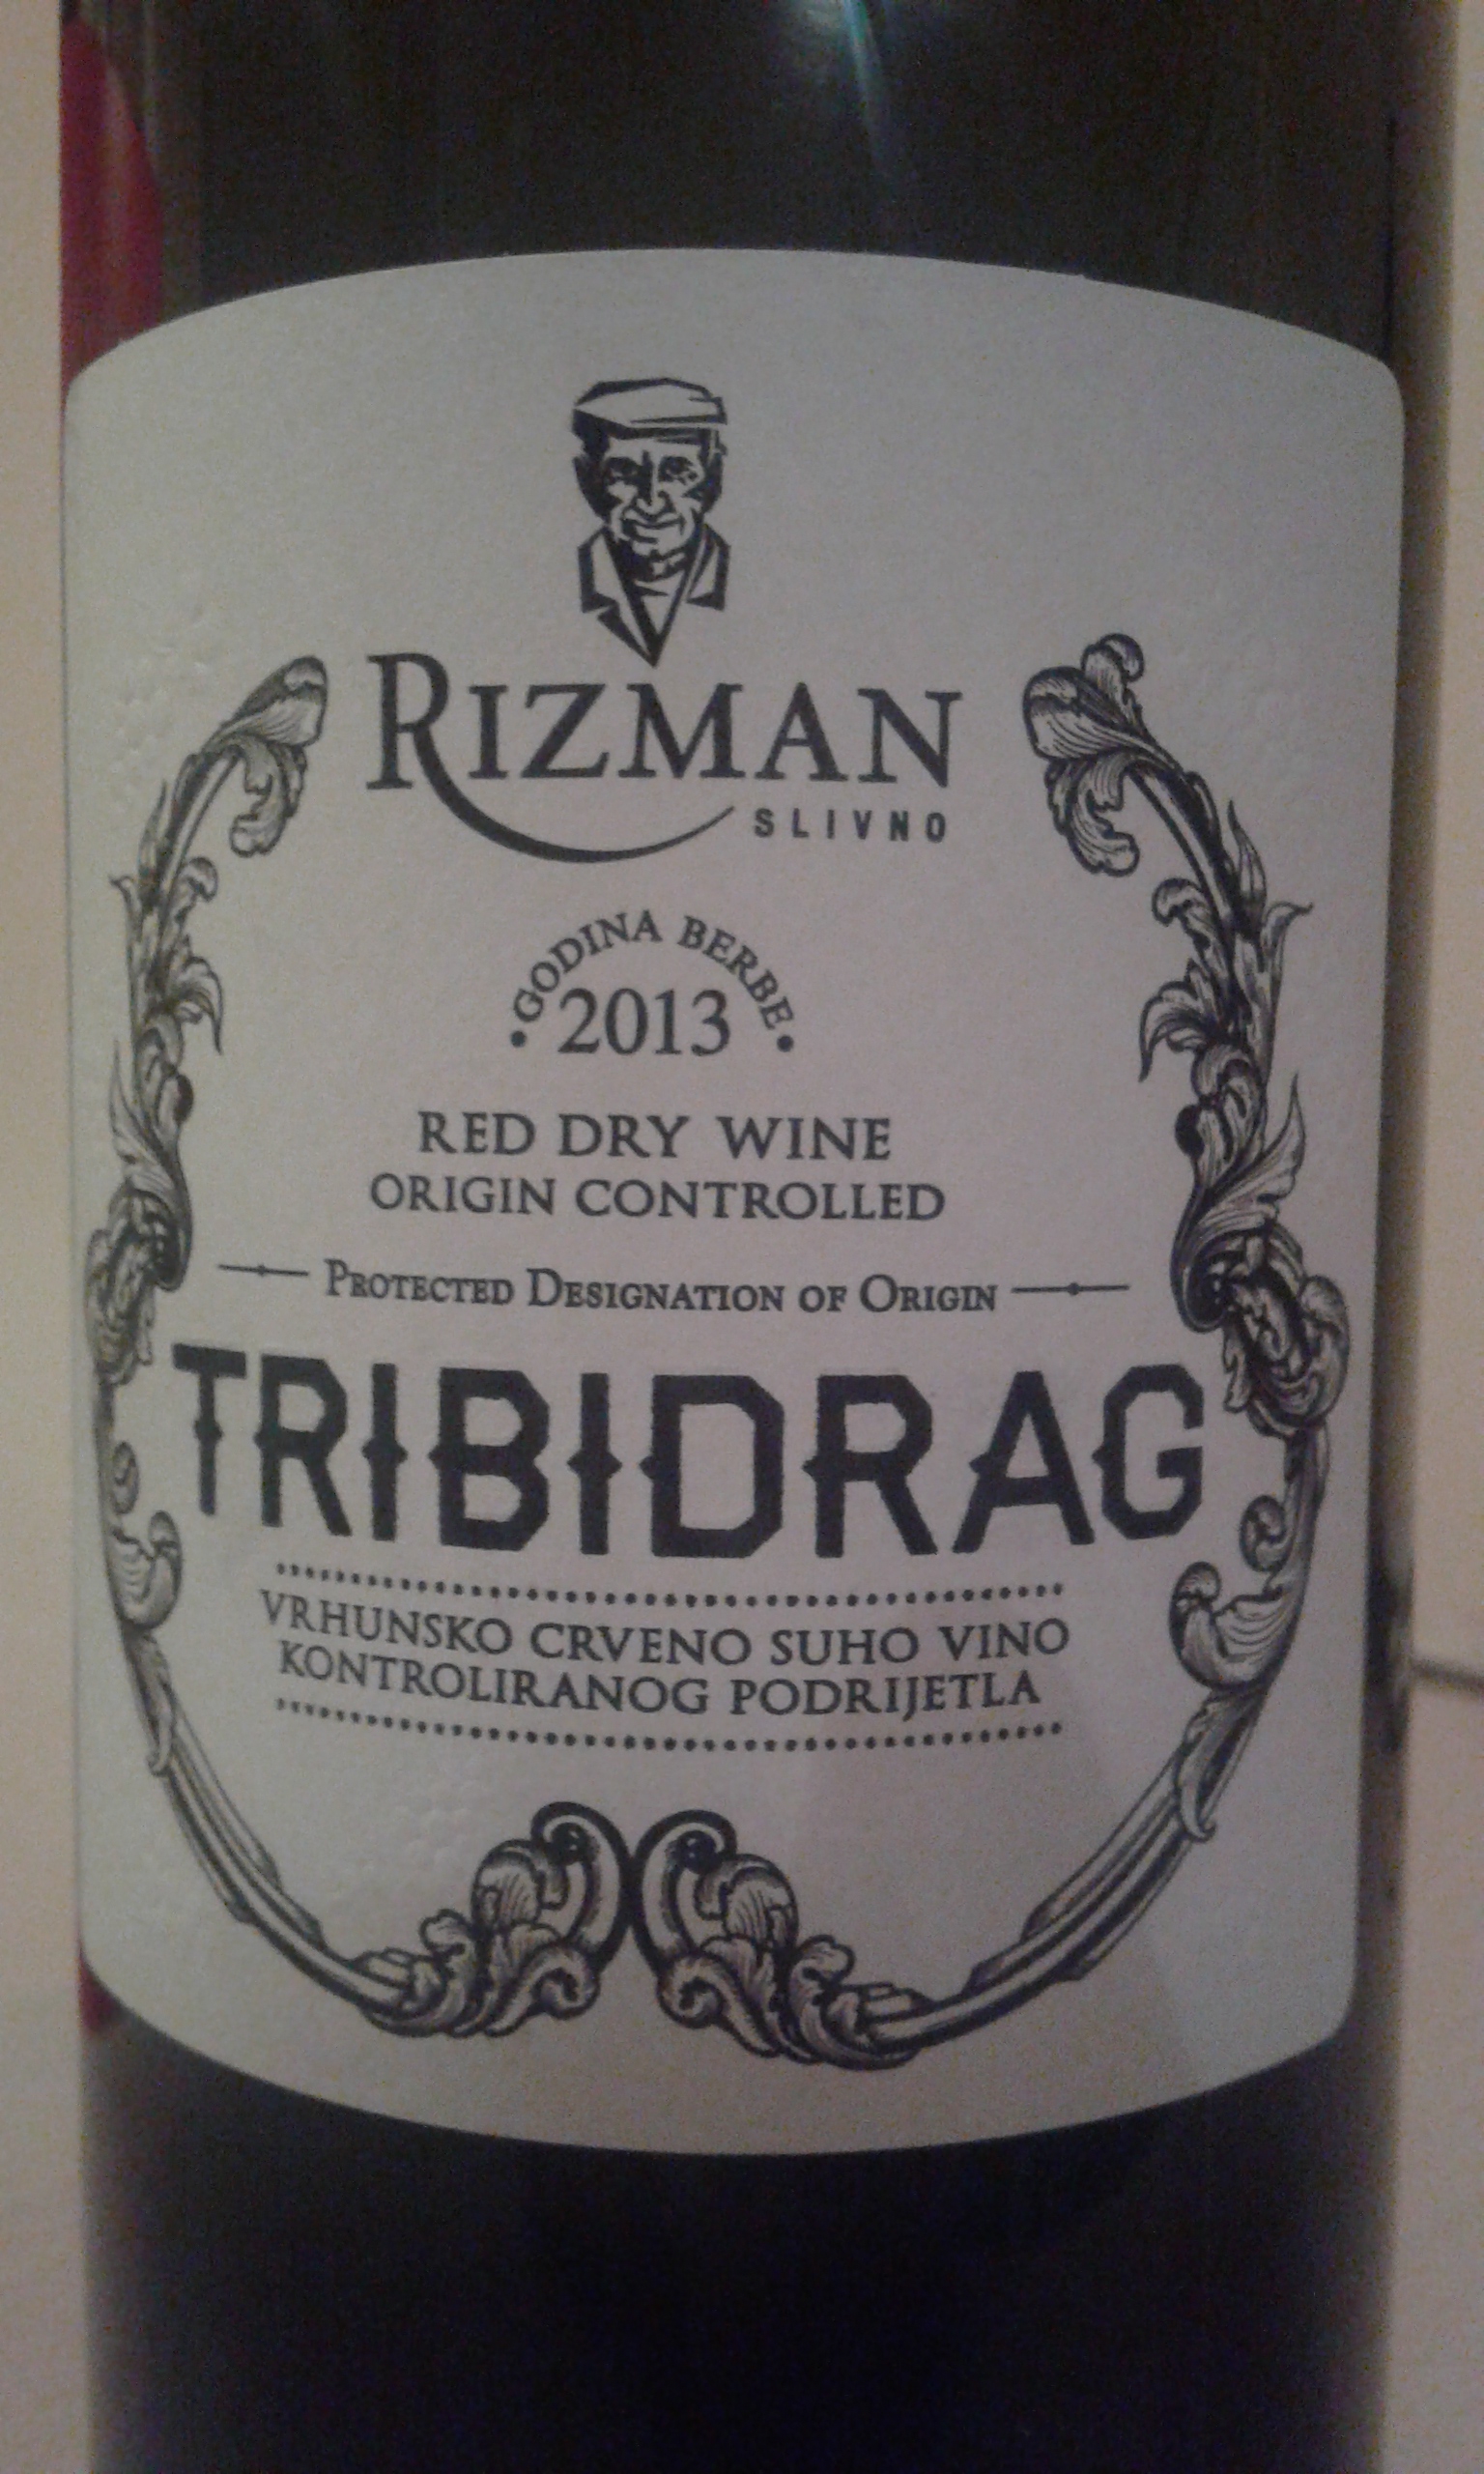 RIZMAN
SLIVNO
•GODINA BERBE•
2013
RED DRY WINE
ORIGIN CONTROLLED
PROTECTED DESIGNATION OF ORIGIN
TRIBIDRAG
VRHUNSKO CRVENO SUHO VINO
KONTROLIRANOG PODRIJETLA